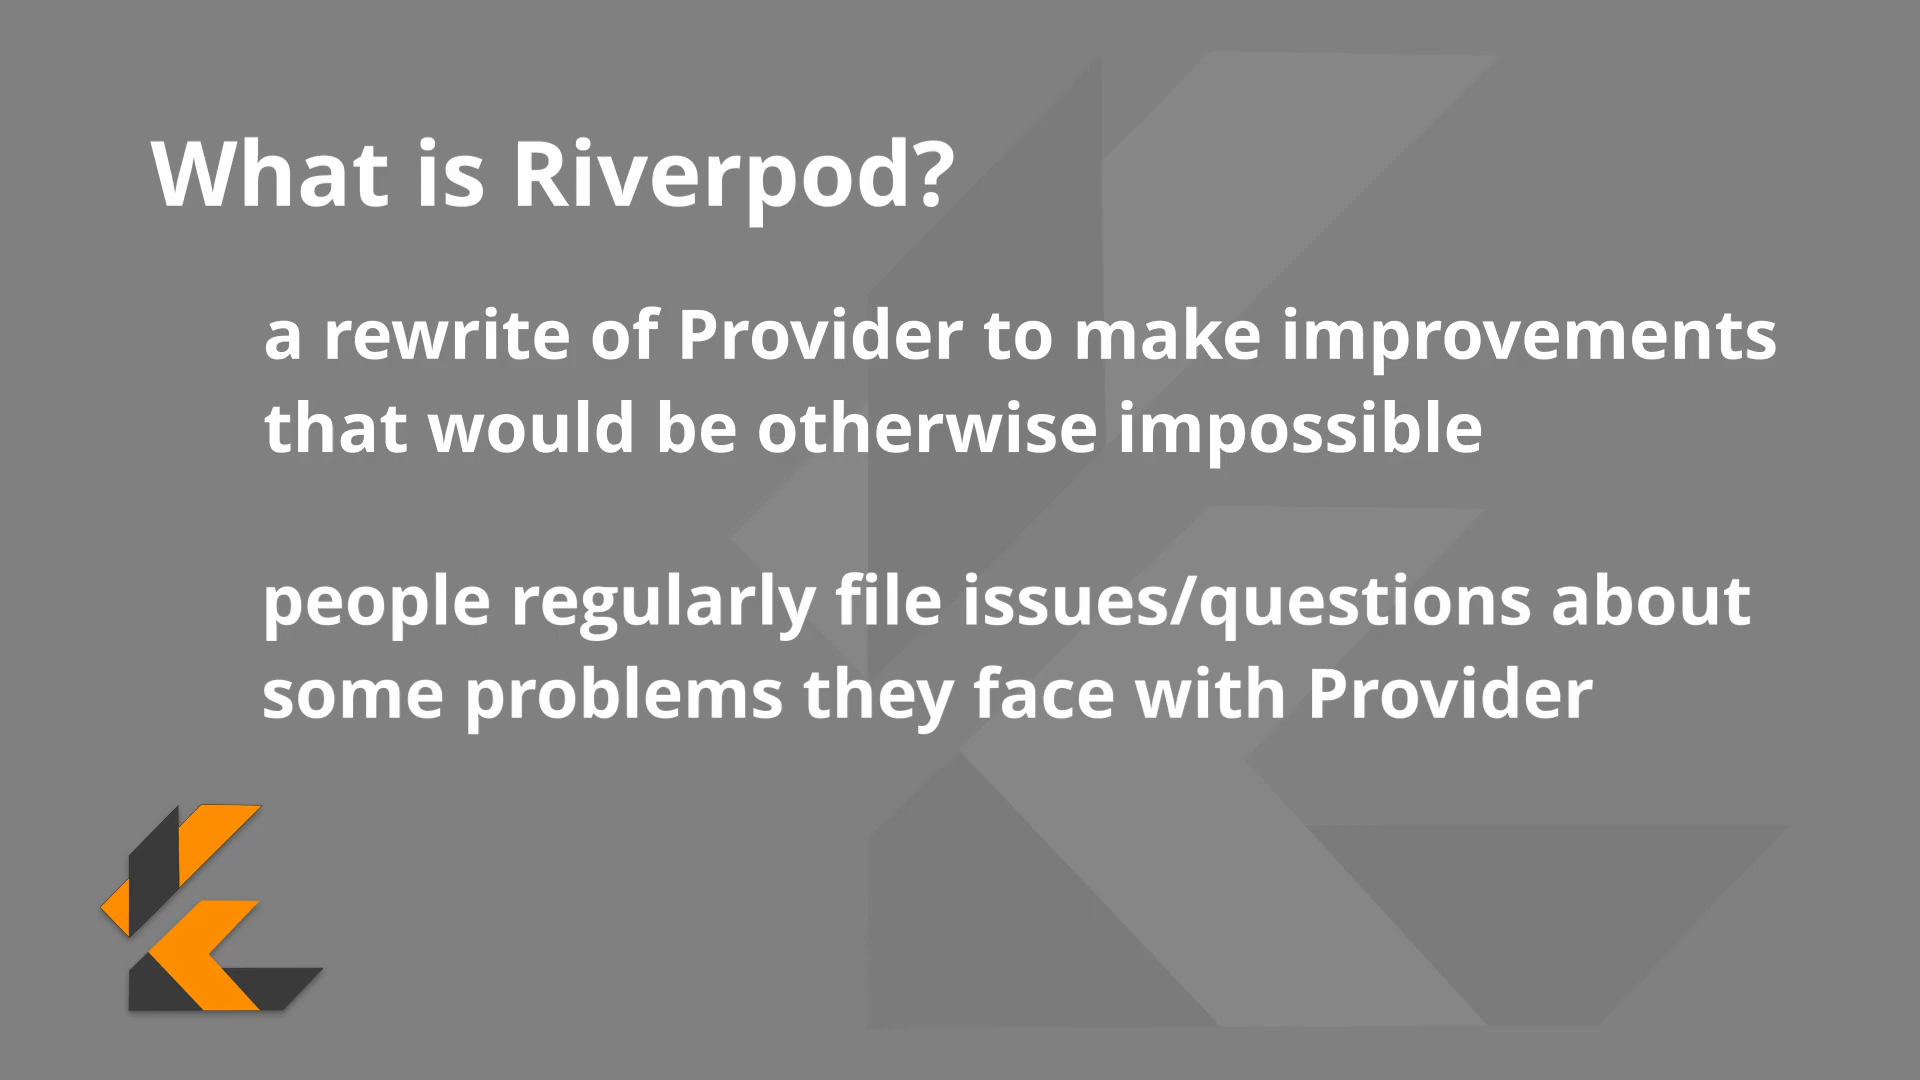 What is Riverpod?
a rewrite of Provider to make improvements
that would be otherwise impossible
people regularly file issues/questions about
some problems they face with Provider